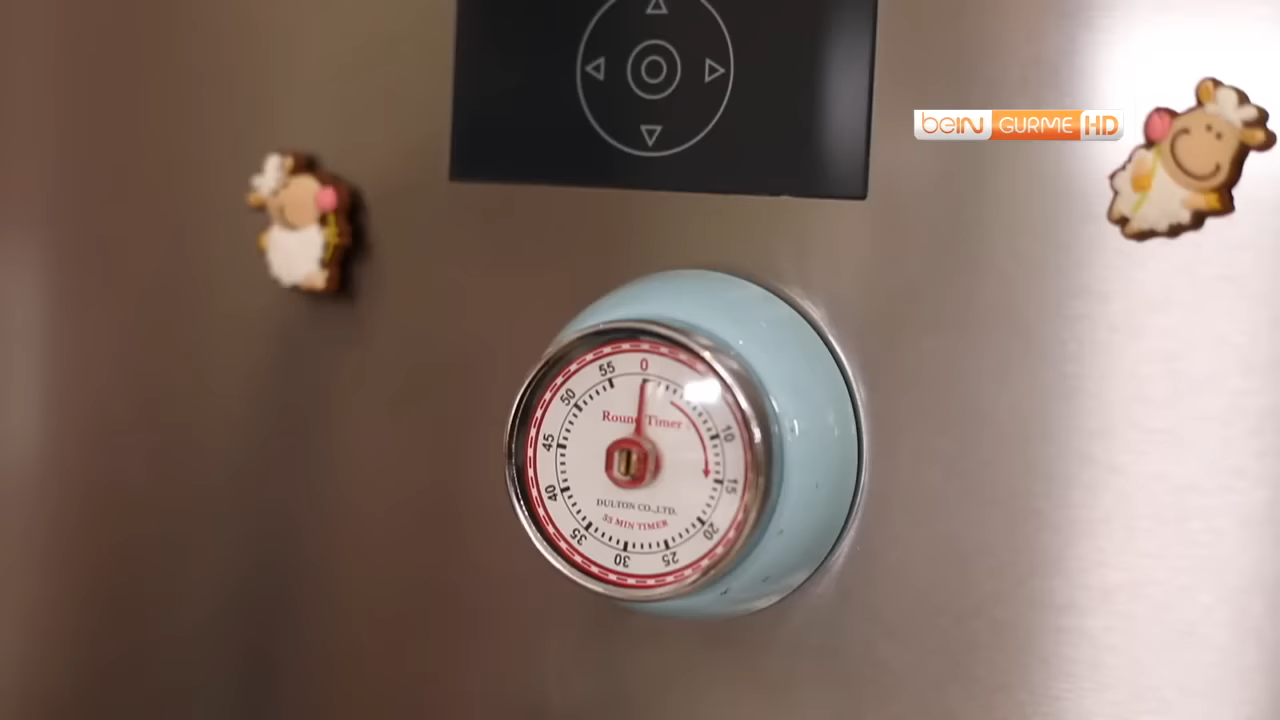 beIN GURME HD
0
55
50
10
45
15
40
20
35
25
30
Round Timer
DULTON CO.,LTD.
55 MIN TIMER